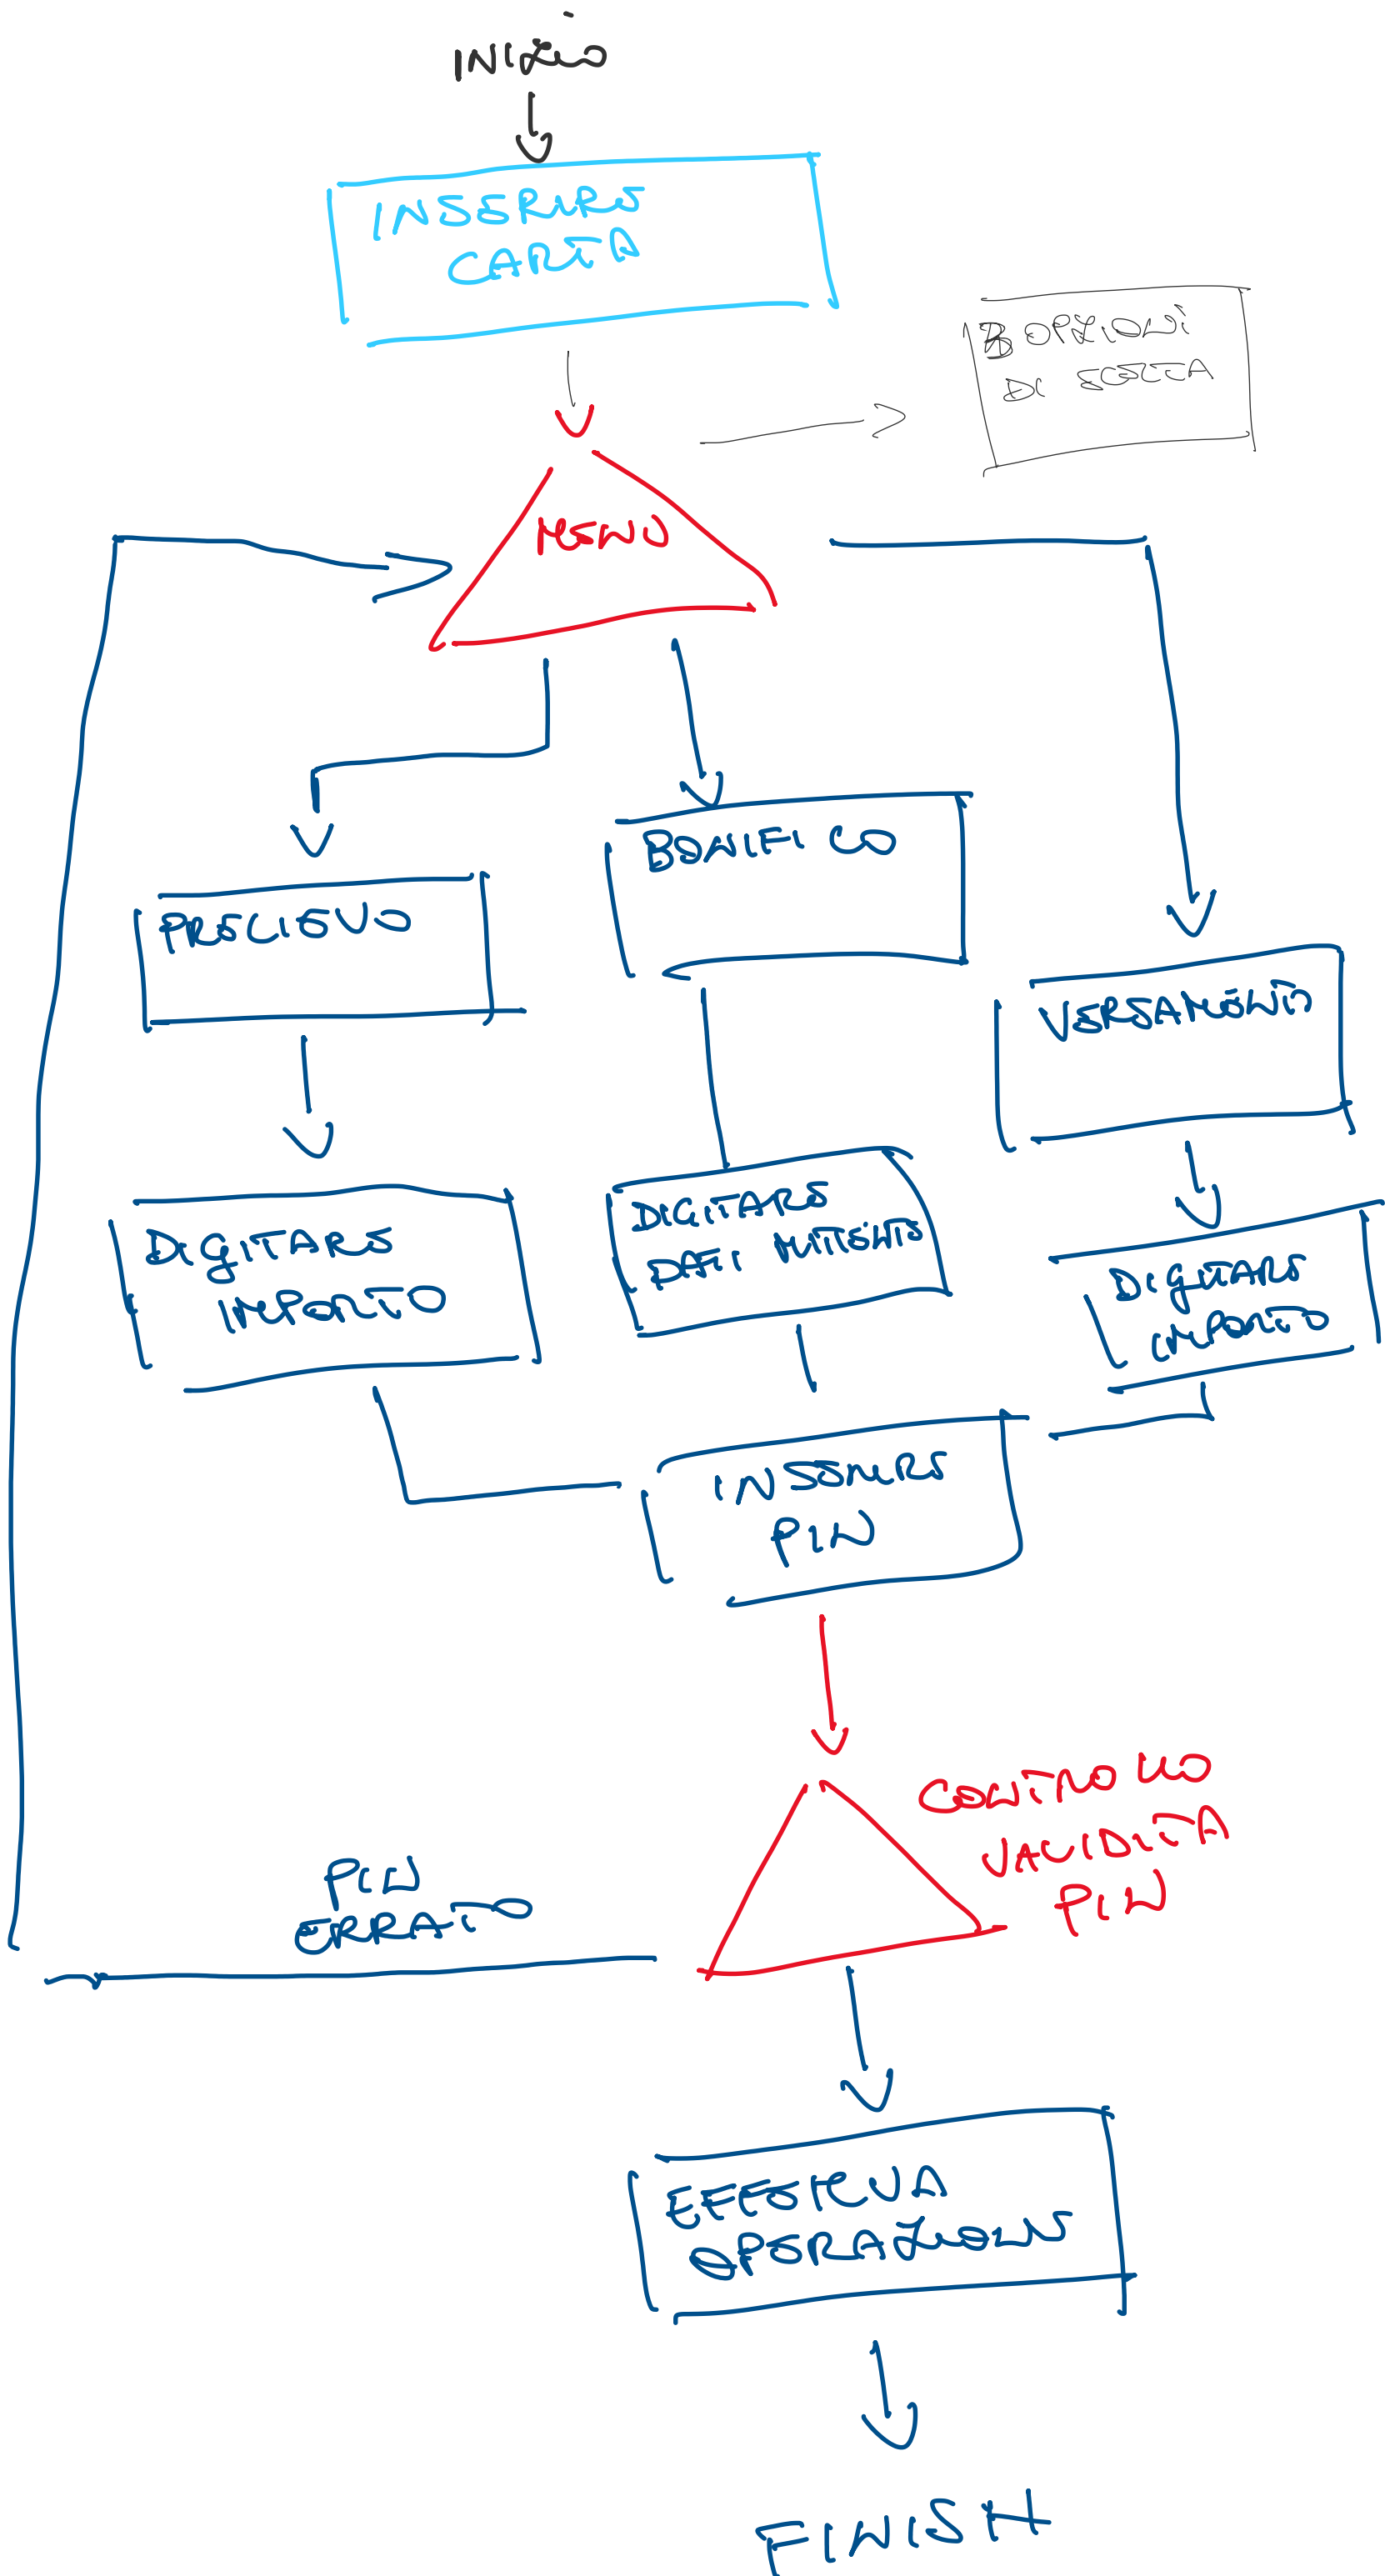 INIZIO
INSERIRE
CARTA
3 OPZIONI
DI SCELTA
MENU
BONIFICO
PRELIEVO
VERSAMENTO
DIGITARE
DATI MITTENTE
DIGITARE
IMPORTO
DIGITARE
IMPORTO
INSERIRE
PIN
CONTROLLO
VALIDITA
PIN
PIN
ERRATO
EFFETTUA
OPERAZIONE
FINISH